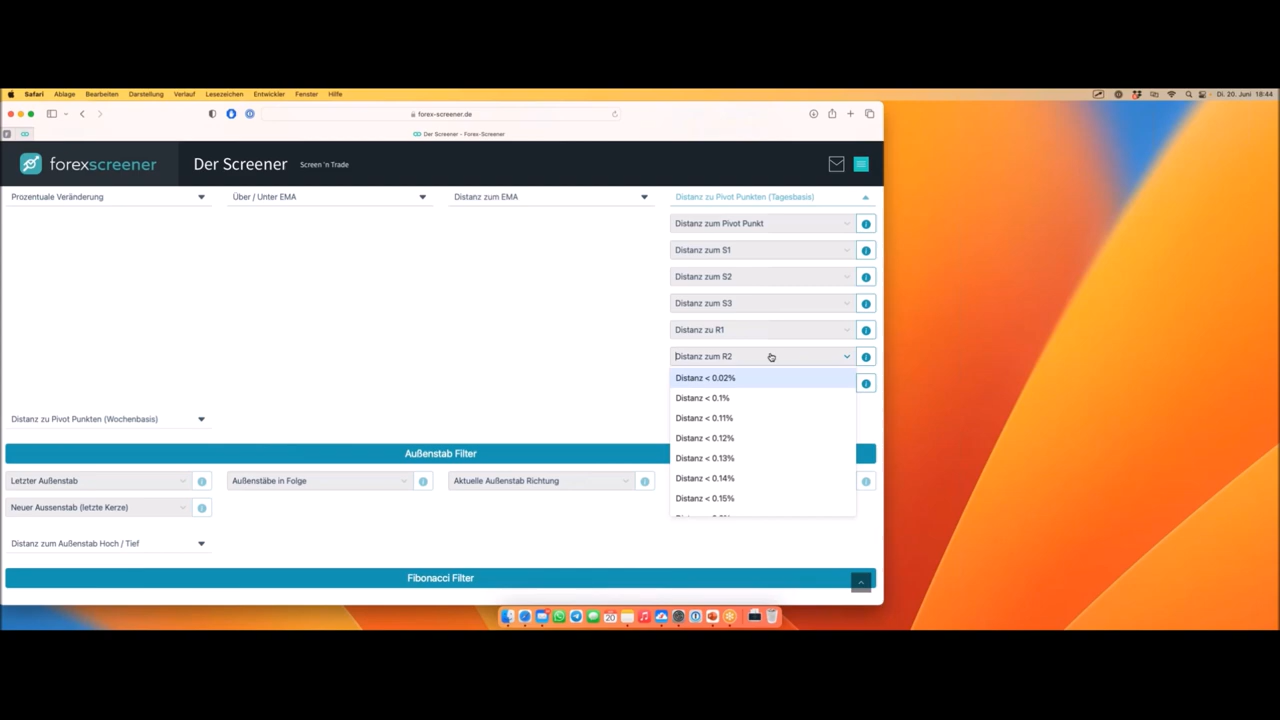 Safari Ablage Bearbeiten Darstellung Verlauf Lesezeichen Entwickler Fenster Hilfe Di. 20. Juni 18:44
forex-screener.de
Der Screener - Forex-Screener
forexscreener Der Screener Screen 'n Trade
Prozentuale Veränderung Über / Unter EMA Distanz zum EMA Distanz zu Pivot Punkten (Tagesbasis)
Distanz zum Pivot Punkt
Distanz zum S1
Distanz zum S2
Distanz zum S3
Distanz zu R1
Distanz zum R2
Distanz < 0.02%
Distanz < 0.1%
Distanz < 0.11%
Distanz < 0.12%
Distanz < 0.13%
Distanz < 0.14%
Distanz < 0.15%
Distanz zu Pivot Punkten (Wochenbasis)
Außenstab Filter
Letzter Außenstab Außenstäbe in Folge Aktuelle Außenstab Richtung
Neuer Aussenstab (letzte Kerze)
Distanz zum Außenstab Hoch / Tief
Fibonacci Filter
20